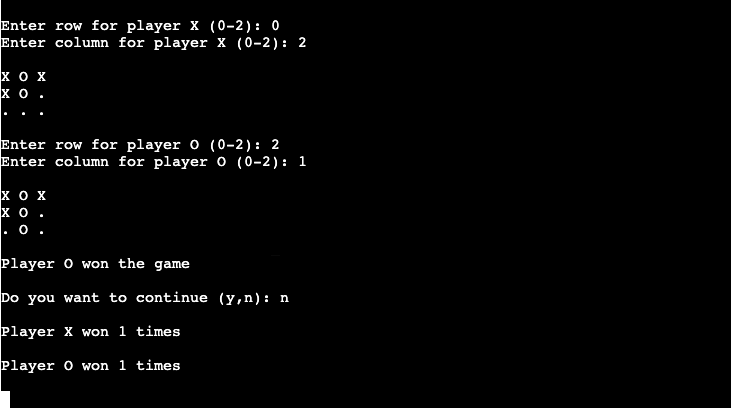 Enter row for player X (0-2): 0
Enter column for player X (0-2): 2
X O X
X O .
. . .
Enter row for player O (0-2): 2
Enter column for player O (0-2): 1
X O X
X O .
. O .
Player O won the game
Do you want to continue (y,n): n
Player X won 1 times
Player O won 1 times